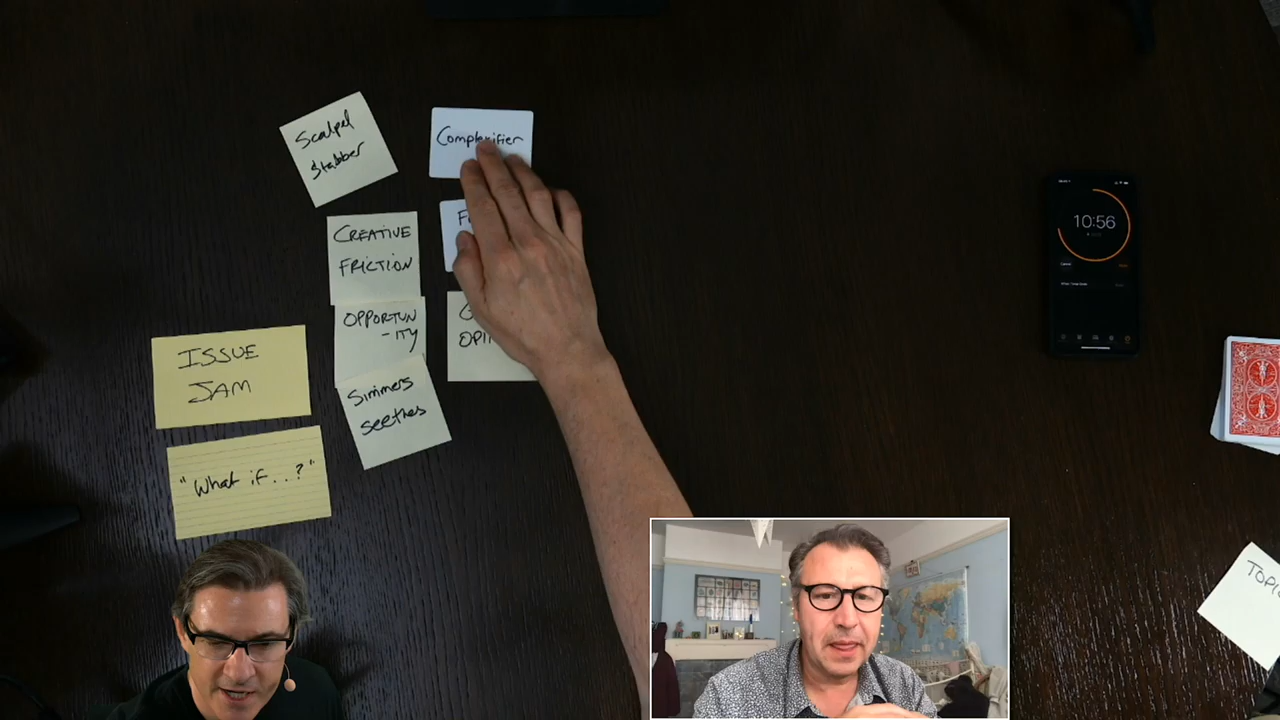 Scalpel
Stabber
Complexifier
CREATIVE
FRICTION
OPPORTUN
-ITY
Simmers
seethes
ISSUE
JAM
"What if..?"
10:56